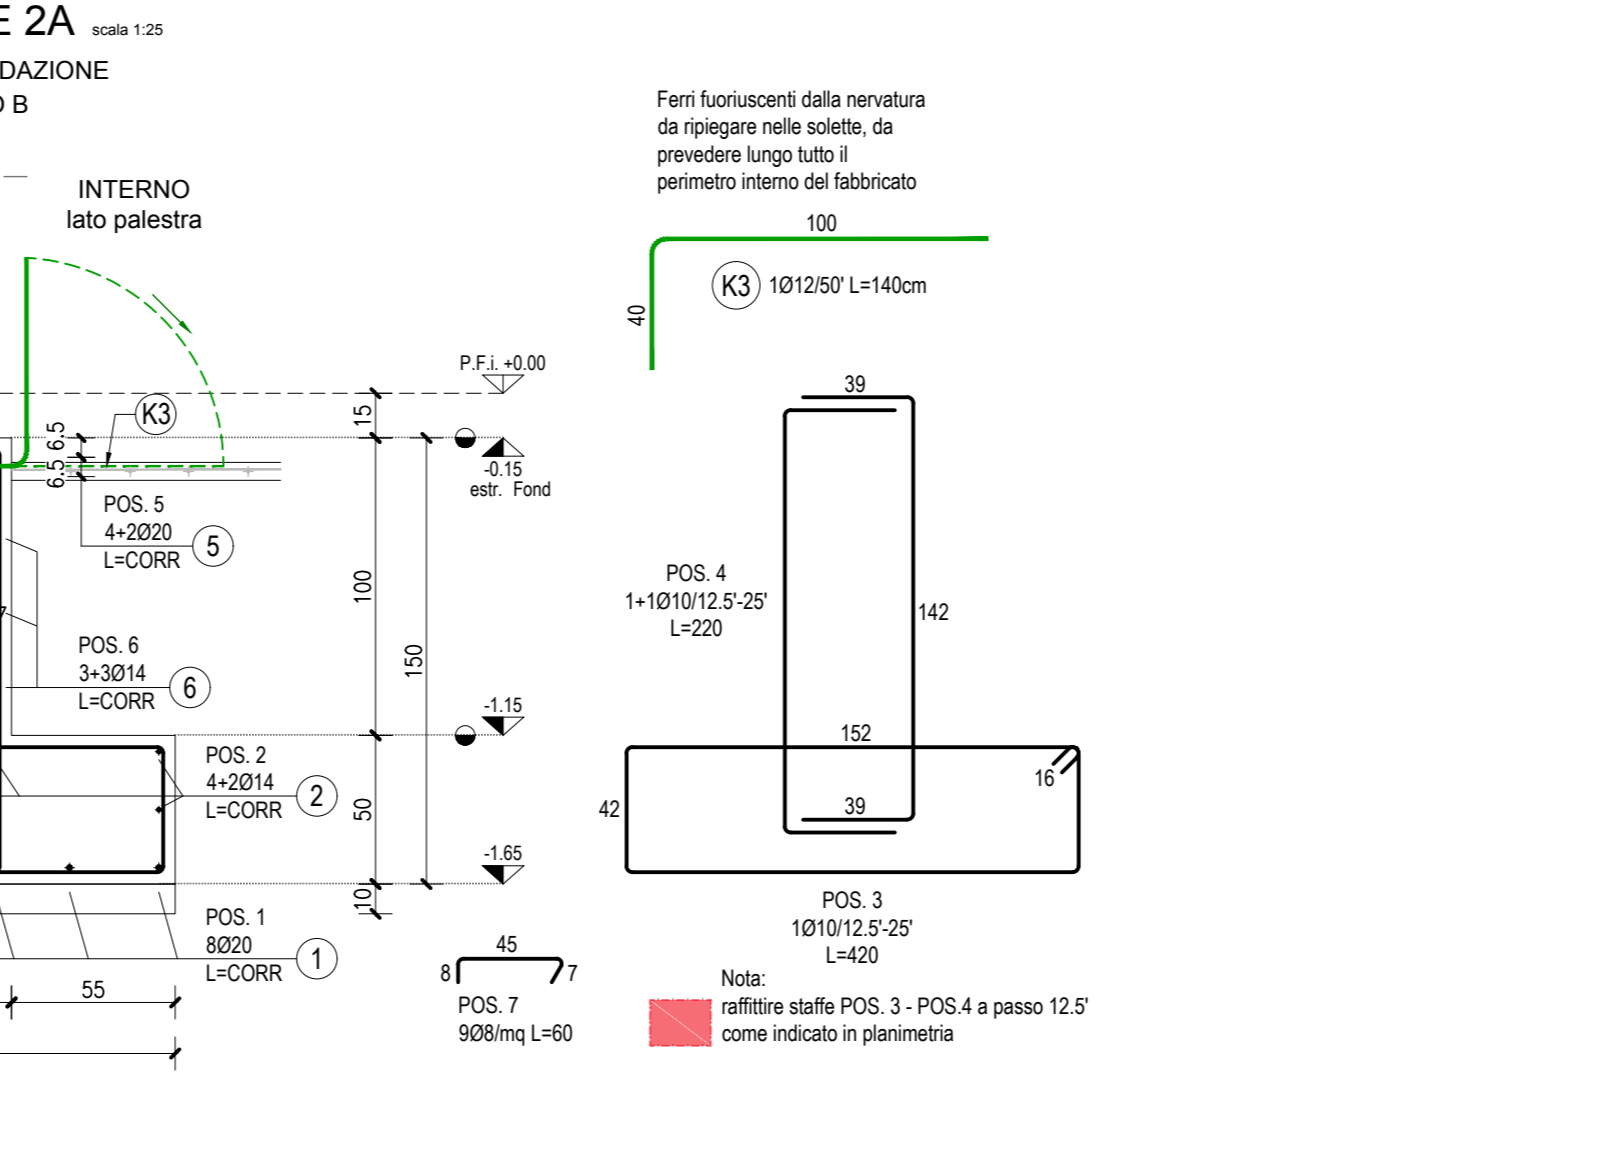 E 2A scala 1:25
DAZIONE
O B
INTERNO
lato palestra
Ferri fuoriuscenti dalla nervatura
da ripiegare nelle solette, da
prevedere lungo tutto il
perimetro interno del fabbricato
100
K3 1Ø12/50' L=140cm
40
P.F.i. +0.00
15
K3
6.5
6.5
-0.15
estr. Fond
POS. 5
4+2Ø20
L=CORR
5
100
150
POS. 6
3+3Ø14
L=CORR
6
7
-1.15
POS. 2
4+2Ø14
L=CORR
2
50
-1.65
10
POS. 1
8Ø20
L=CORR
1
55
39
POS. 4
1+1Ø10/12.5'-25'
L=220
142
152
16
42
39
POS. 3
1Ø10/12.5'-25'
L=420
45
8
7
POS. 7
9Ø8/mq L=60
Nota:
raffittire staffe POS. 3 - POS.4 a passo 12.5'
come indicato in planimetria